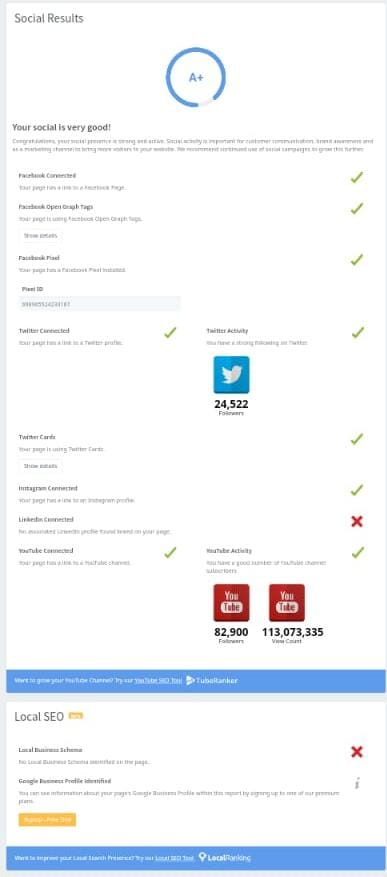 Social Results
A+
Your social is very good!
Congratulations, your social presence is strong and active. Social activity is important for customer communication, brand awareness and
as a marketing channel to bring more visitors to your website. We recommend continued use of social campaigns to grow this further.
Facebook Connected
Your page has a link to a Facebook Page.
Facebook Open Graph Tags
Your page is using Facebook Open Graph Tags.
Show details
Facebook Pixel
Your page has a Facebook Pixel installed.
Pixel ID
Twitter Connected
Your page has a link to a Twitter profile.
Twitter Activity
You have a strong following on Twitter.
24,522
Followers
Twitter Cards
Your page is using Twitter Cards.
Show details
Instagram Connected
Your page has a link to an Instagram profile.
LinkedIn Connected
No associated LinkedIn profile found linked on your page.
YouTube Connected
Your page has a link to a YouTube channel.
YouTube Activity
You have a good number of YouTube channel
subscribers.
You Tube
You Tube
82,900
Followers
113,073,335
View Count
Want to grow your YouTube Channel? Try our YouTube SEO Tool TubeRanker
Local SEO BETA
Local Business Schema
No Local Business Schema identified on the page.
Google Business Profile Identified
You can see information about your page's Google Business Profile within this report by signing up to one of our premium
plans.
Signup - Free Trial
Want to improve your Local Search Presence? Try our Local SEO Tool LocalRanking